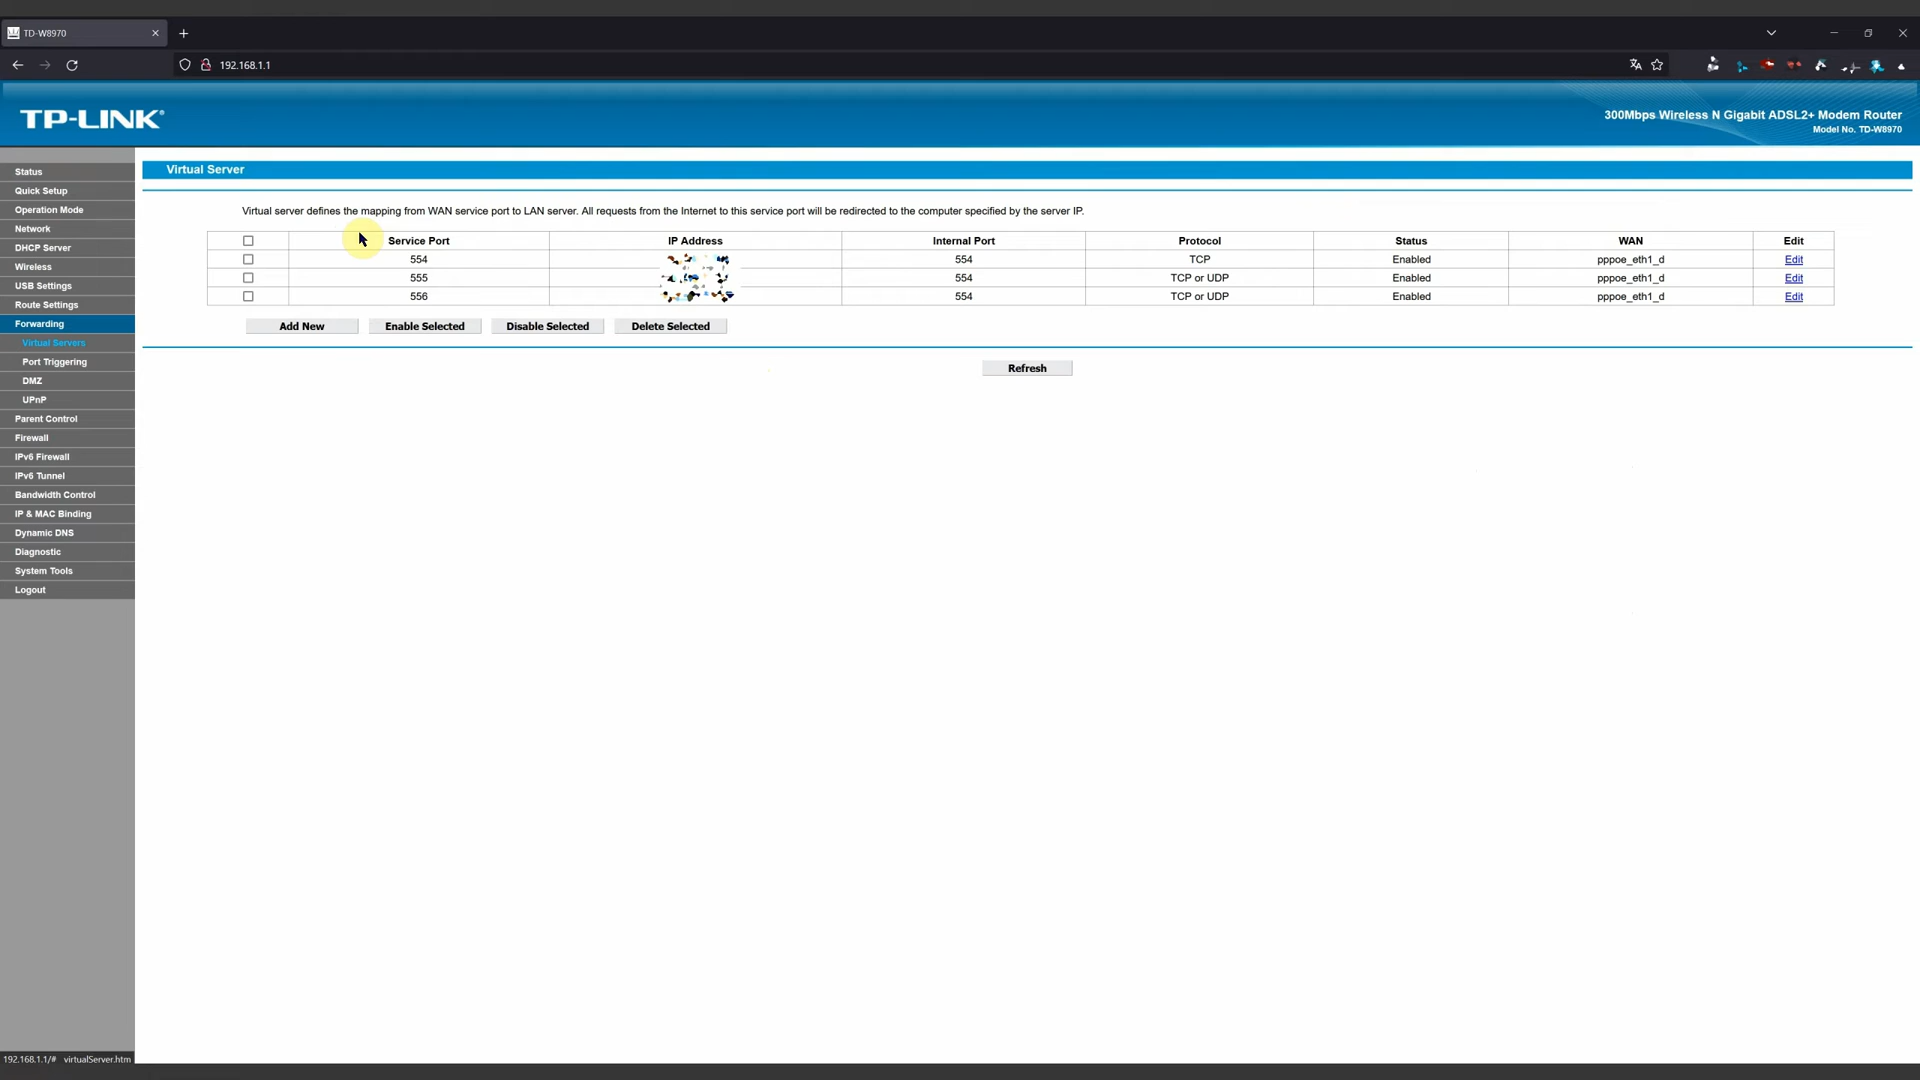 TD-W8970
192.168.1.1
TP-LINK®
300Mbps Wireless N Gigabit ADSL2+ Modem Router
Model No. TD-W8970
Status
Quick Setup
Operation Mode
Network
DHCP Server
Wireless
USB Settings
Route Settings
Forwarding
Virtual Servers
Port Triggering
DMZ
UPnP
Parent Control
Firewall
IPv6 Firewall
IPv6 Tunnel
Bandwidth Control
IP & MAC Binding
Dynamic DNS
Diagnostic
System Tools
Logout
Virtual Server
Virtual server defines the mapping from WAN service port to LAN server. All requests from the Internet to this service port will be redirected to the computer specified by the server IP.
Service Port IP Address Internal Port Protocol Status WAN Edit
554 554 TCP Enabled pppoe_eth1_d Edit
555 554 TCP or UDP Enabled pppoe_eth1_d Edit
556 554 TCP or UDP Enabled pppoe_eth1_d Edit
Add New Enable Selected Disable Selected Delete Selected
Refresh
192.168.1.1/# virtualServer.htm